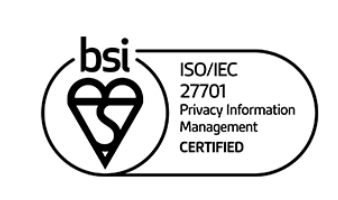 bsi
ISO/IEC
27701
Privacy Information
Management
CERTIFIED